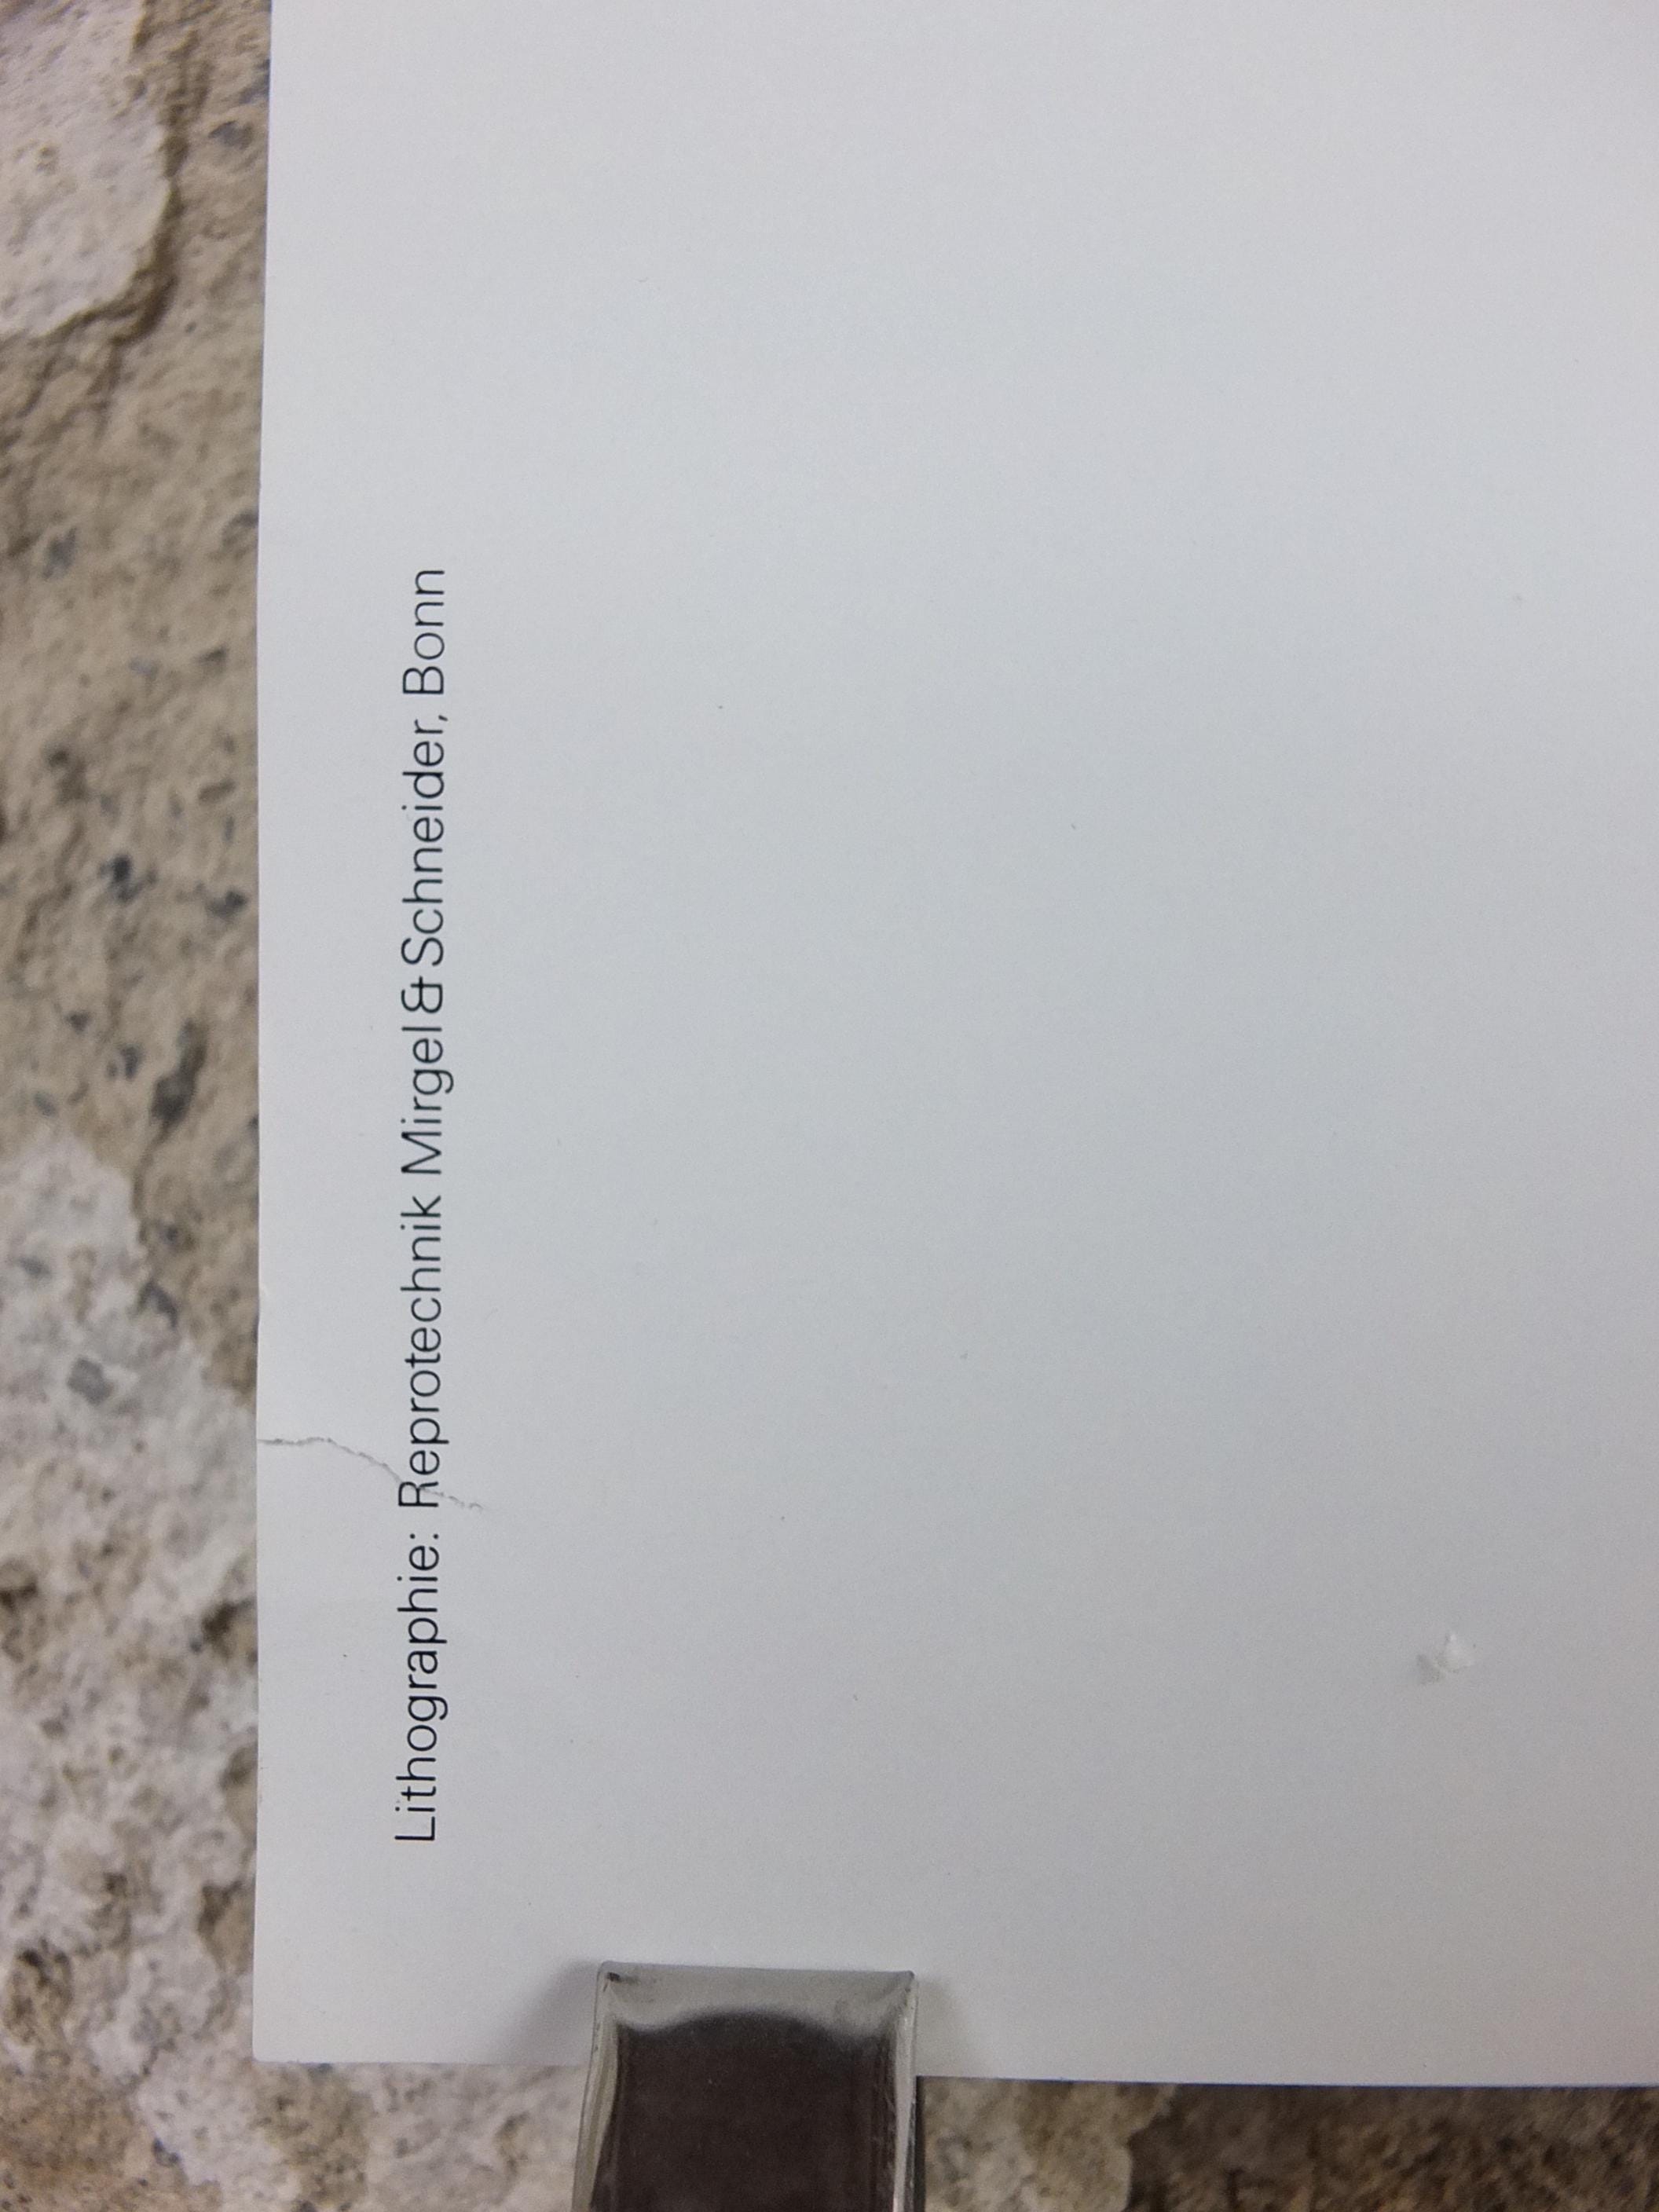 Lithographie: Reprotechnik Mirgel & Schneider, Bonn